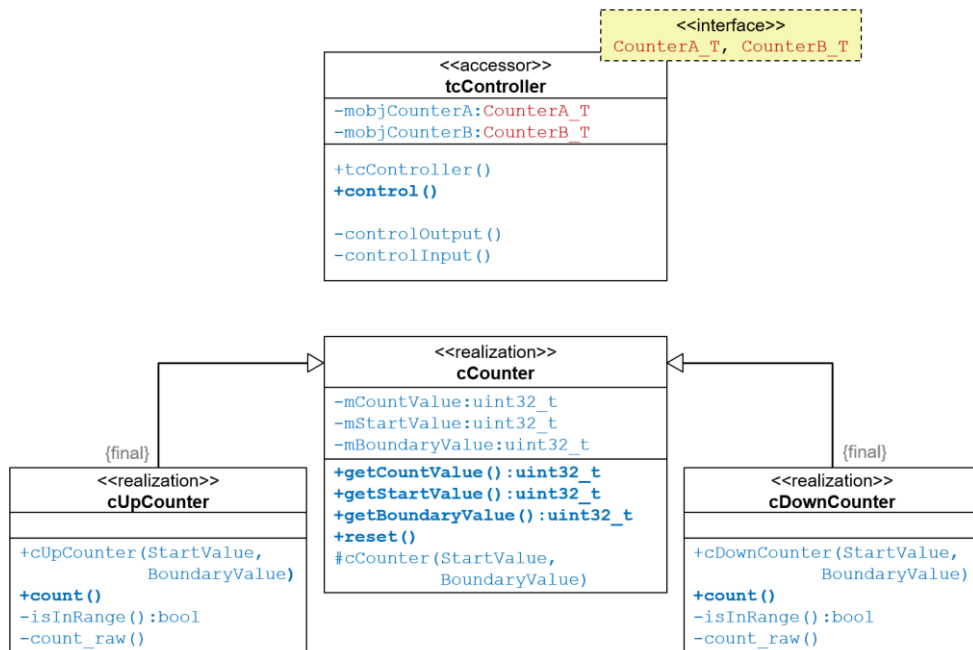 <<interface>>
CounterA_T, CounterB_T
<<accessor>>
tcController
-mobjCounterA:CounterA_T
-mobjCounterB:CounterB_T
+tcController()
+control()
-controlOutput()
-controlInput()
<<realization>>
cCounter
-mCountValue:uint32_t
-mStartValue:uint32_t
-mBoundaryValue:uint32_t
+getCountValue():uint32_t
+getStartValue():uint32_t
+getBoundaryValue():uint32_t
+reset()
#cCounter(StartValue,
BoundaryValue)
{final}
<<realization>>
cUpCounter
+cUpCounter(StartValue,
BoundaryValue)
+count()
-isInRange():bool
-count_raw()
{final}
<<realization>>
cDownCounter
+cDownCounter(StartValue,
BoundaryValue)
+count()
-isInRange():bool
-count_raw()